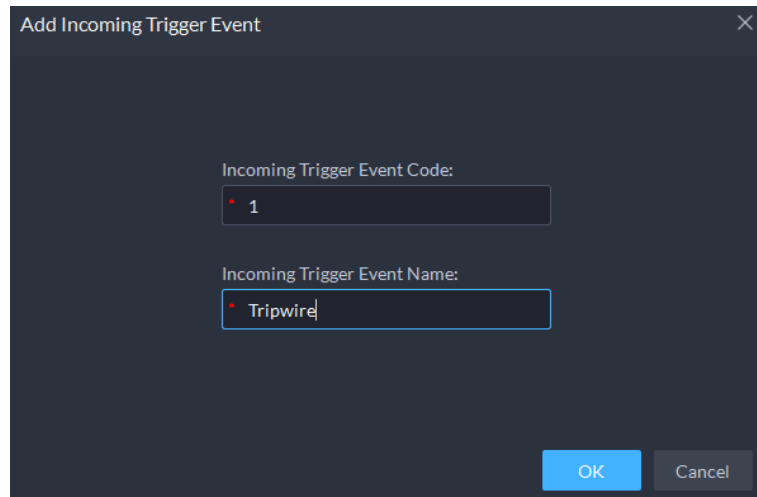 Add Incoming Trigger Event
Incoming Trigger Event Code:
* 1
Incoming Trigger Event Name:
* Tripwire
OK Cancel